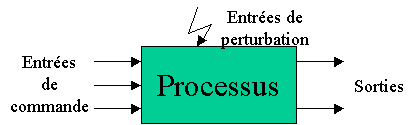 Entrées de
perturbation
Entrées
de
commande
Processus
Sorties